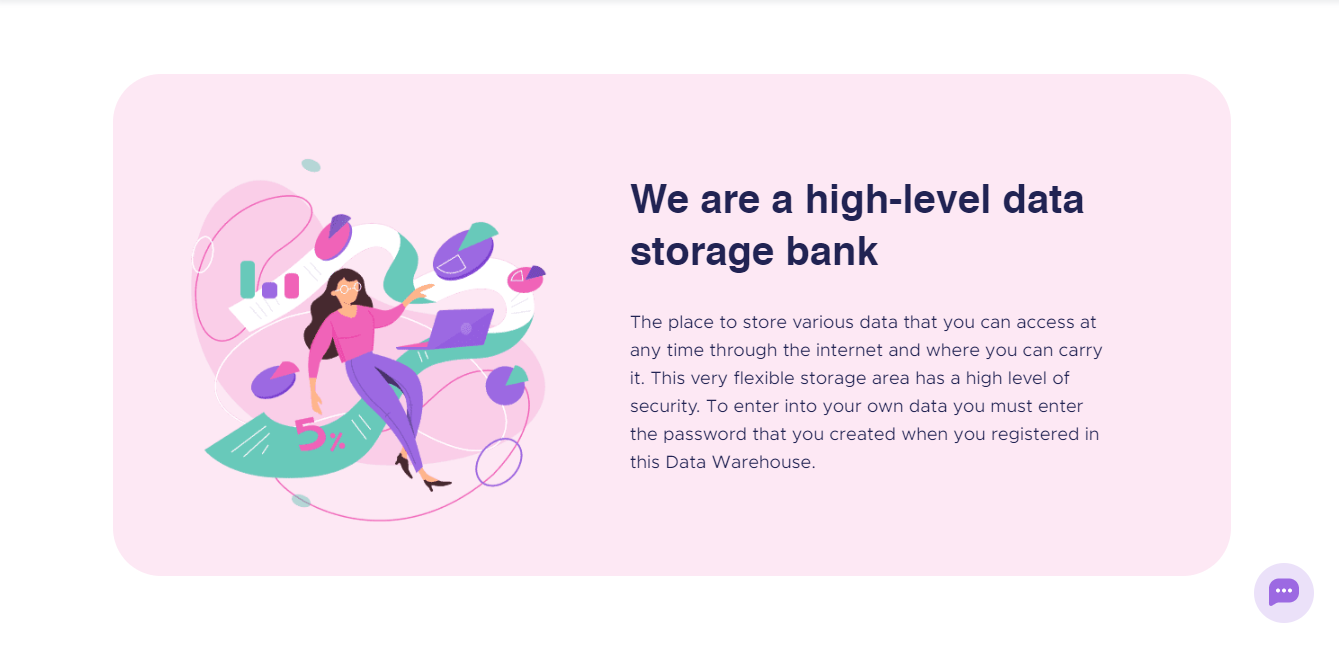 We are a high-level data
storage bank
The place to store various data that you can access at
any time through the internet and where you can carry
it. This very flexible storage area has a high level of
security. To enter into your own data you must enter
the password that you created when you registered in
this Data Warehouse.
5%